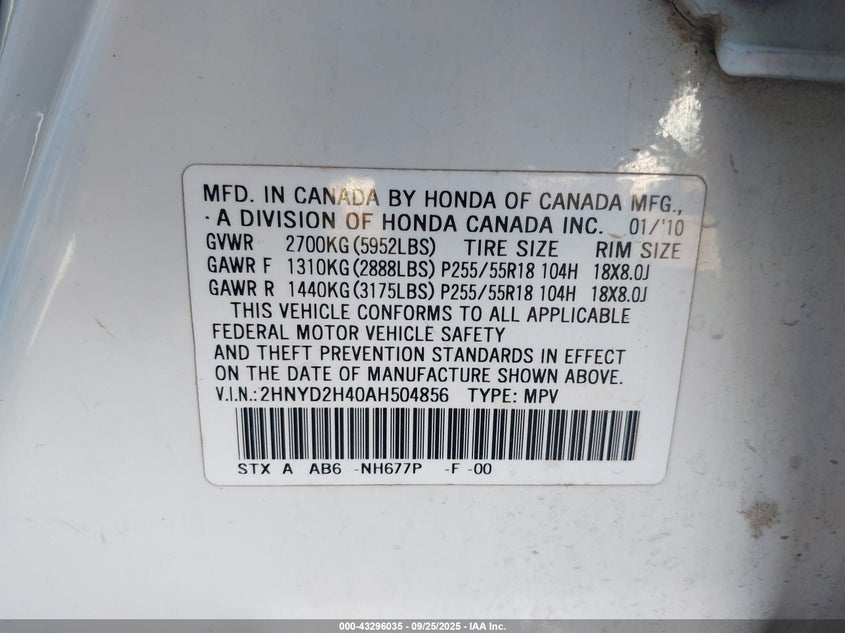 MFD. IN CANADA BY HONDA OF CANADA MFG.,
A DIVISION OF HONDA CANADA INC. 01/'10
GVWR 2700KG(5952LBS) TIRE SIZE RIM SIZE
GAWR F 1310KG(2888LBS) P255/55R18 104H 18X8.0J
GAWR R 1440KG(3175LBS) P255/55R18 104H 18X8.0J
THIS VEHICLE CONFORMS TO ALL APPLICABLE
FEDERAL MOTOR VEHICLE SAFETY
AND THEFT PREVENTION STANDARDS IN EFFECT
ON THE DATE OF MANUFACTURE SHOWN ABOVE.
V.I.N.:2HNYD2H40AH504856 TYPE: MPV
STX A AB6 -NH677P -F -00
000-43296035 - 09/25/2025 - IAA Inc.